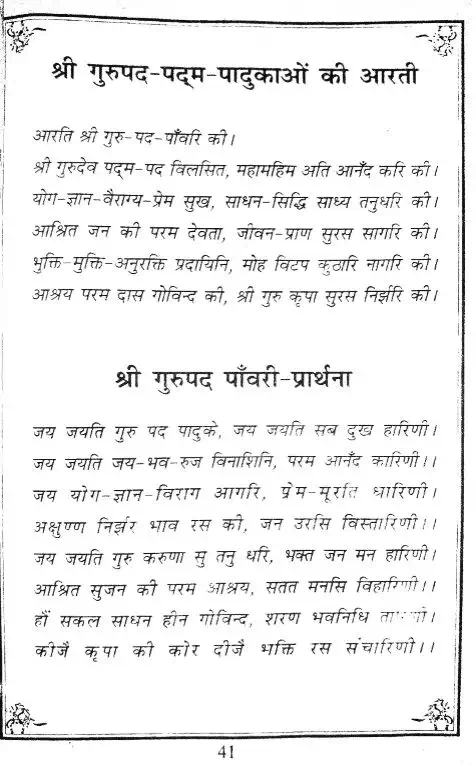 श्री गुरुपद-पद्म-पादुकाओं की आरती
आरति श्री गुरु-पद-पाँवरि की।
श्री गुरुदेव पद्म-पद विलसित, महामहिम अति आनँद करि की।
योग-ज्ञान-वैराग्य-प्रेम सुख, साधन-सिद्धि साध्य तनुधरि की।
आश्रित जन की परम देवता, जीवन-प्राण सुरस सागरि की।
भुक्ति-मुक्ति-अनुरक्ति प्रदायिनि, मोह विटप कुठारि नागरि की।
आश्रय परम दास गोविन्द की, श्री गुरु कृपा सुरस निर्झरि की।
श्री गुरुपद पाँवरी-प्रार्थना
जय जयति गुरु पद पादुके, जय जयति सब दुख हारिणी।
जय जयति जय-भव-रुज विनाशिनि, परम आनँद कारिणी।।
जय योग-ज्ञान-विराग आगरि, प्रेम-मूरति धारिणी।
अक्षुण्ण निर्झर भाव रस की, जन उरसि विस्तारिणी।।
जय जयति गुरु करुणा सु तनु धरि, भक्त जन मन हारिणी।
आश्रित सुजन की परम आश्रय, सतत मनसि विहारिणी।।
हौं सकल साधन हीन गोविन्द, शरण भवनिधि
कीजै कृपा की कोर दीजै भक्ति रस संचारिणी।।
41